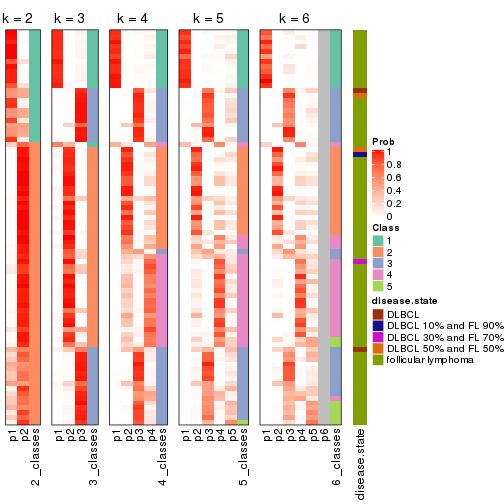 k = 2
k = 3
k = 4
k = 5
k = 6
p1
p2
2_classes
p1
p2
p3
3_classes
p1
p2
p3
p4
4_classes
p1
p2
p3
p4
p5
5_classes
p1
p2
p3
p4
p5
p6
6_classes
disease.state
Prob
1
0.8
0.6
0.4
0.2
0
Class
1
2
3
4
5
disease.state
DLBCL
DLBCL 10% and FL 90%
DLBCL 30% and FL 70%
DLBCL 50% and FL 50%
follicular lymphoma